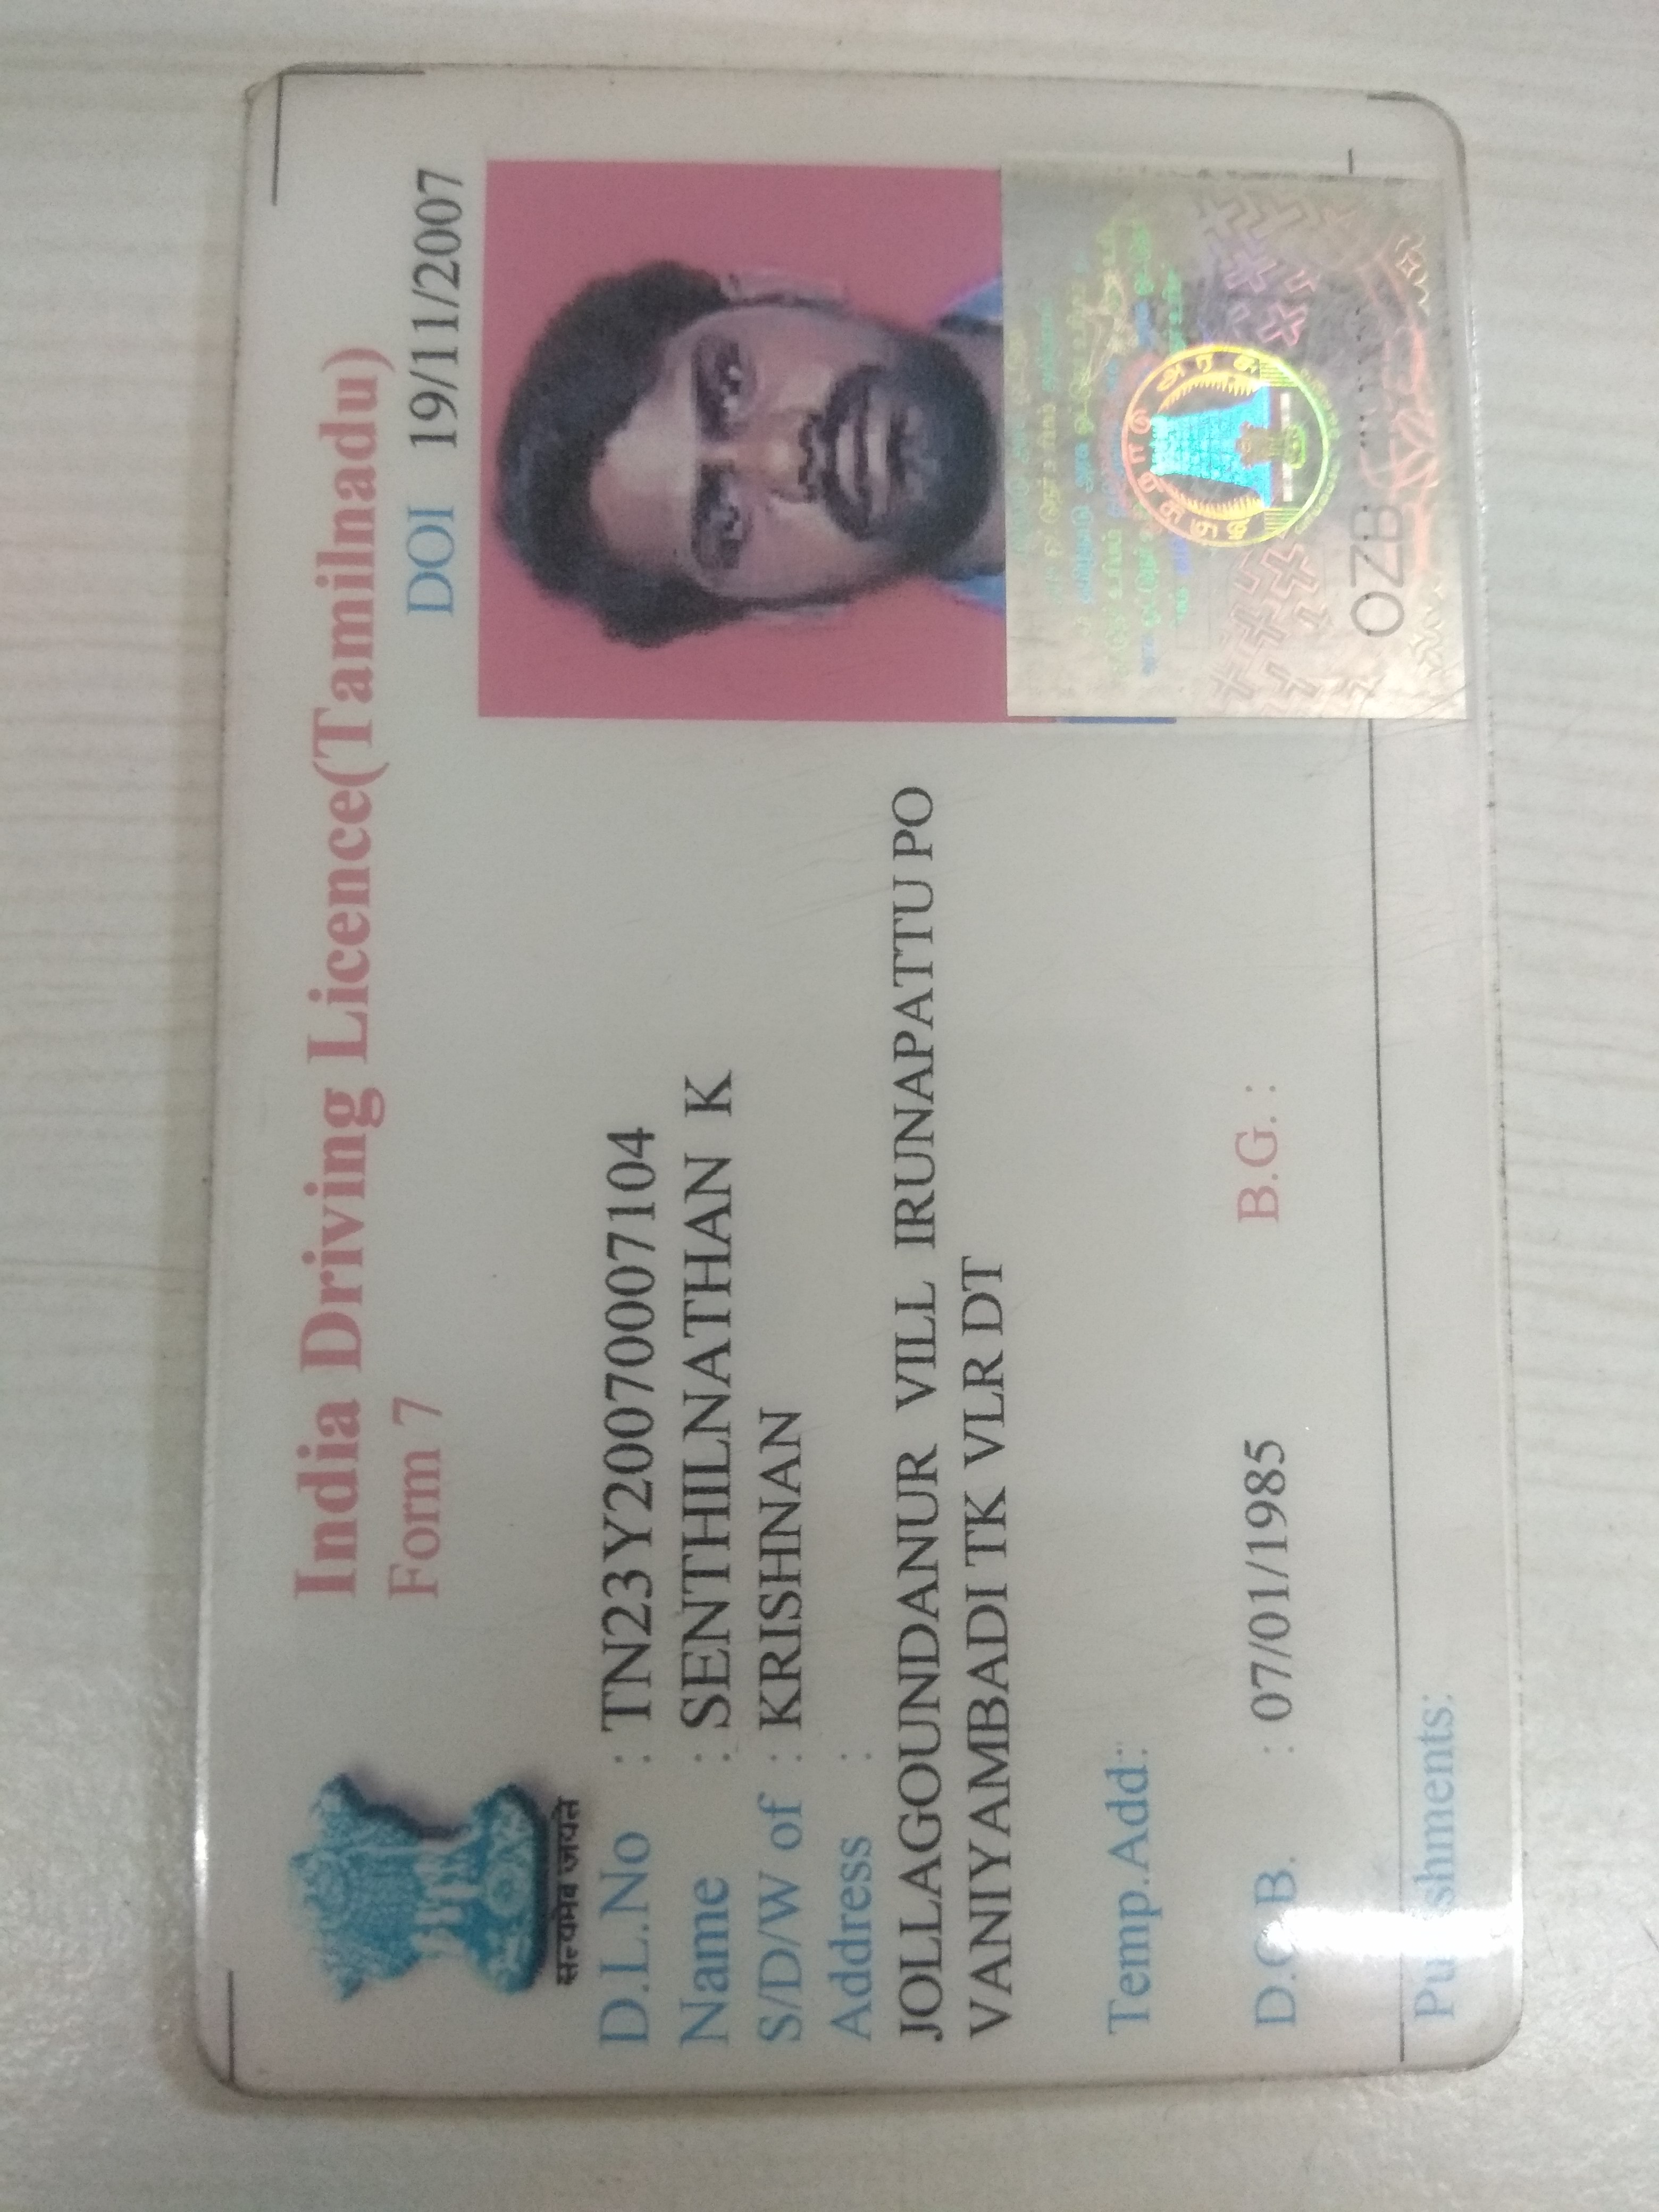 India Driving Licence(Tamilnadu)
Form 7
DOI 19/11/2007
सत्यमेव जयते
D.L.No : TN23Y20070007104
Name : SENTHILNATHAN K
S/D/W of : KRISHNAN
Address :
JOLLAGOUNDANUR VILL IRUNAPATTU PO
VANIYAMBADI TK VLR DT
Temp.Add:
D.O.B. : 07/01/1985 B.G. :
OZB